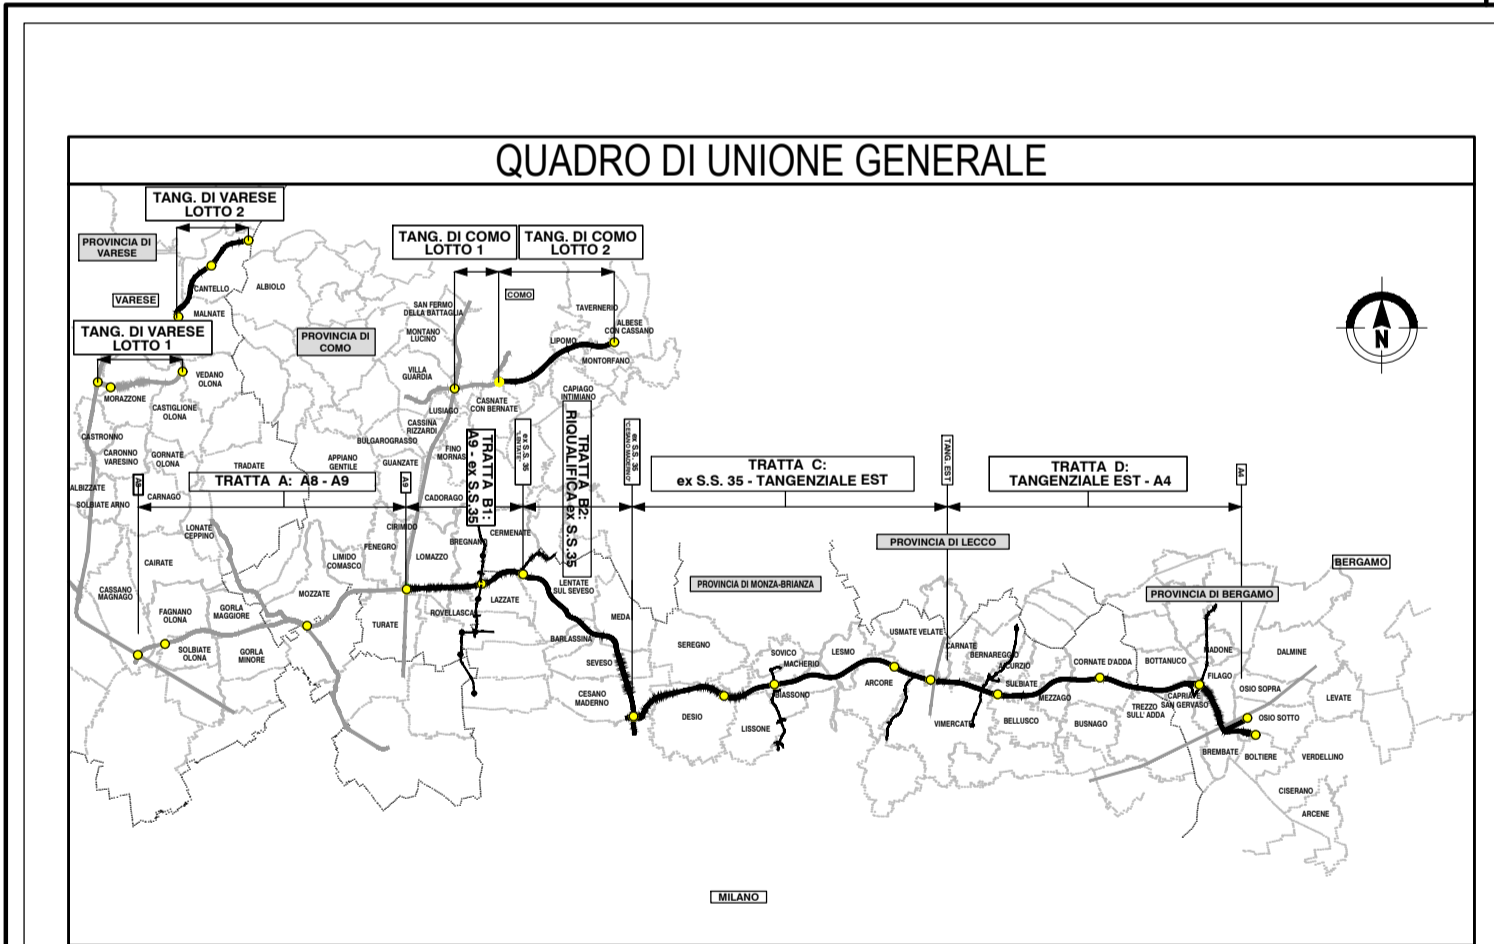 QUADRO DI UNIONE GENERALE
TANG. DI VARESE
LOTTO 2
PROVINCIA DI
VARESE
TANG. DI COMO
LOTTO 1
TANG. DI COMO
LOTTO 2
CANTELLO
ALBIOLO
VARESE
MALNATE
COMO
SAN FERMO
DELLA BATTAGLIA
TAVERNERIO
ALBESE
CON CASSANO
TANG. DI VARESE
LOTTO 1
PROVINCIA DI
COMO
MONTANO
LUCINO
LIPOMO
MONTORFANO
N
VEDANO
OLONA
VILLA
GUARDIA
MORAZZONE
CASTIGLIONE
OLONA
LUSIAGO
CASNATE
CON BERNATE
CAPIAGO
INTIMIANO
CASSINA
RIZZARDI
CASTRONNO
BULGAROGRASSO
CARONNO
VARESINO
GORNATE
OLONA
TRADATE
APPIANO
GENTILE
GUANZATE
FINO
MORNAS
TRATTA B1:
A9 - ex S.S.35
ex S.S. 35
"LENTATE"
TRATTA B2:
RIQUALIFICA ex S.S.35
ex S.S. 35
"CESANO MADERNO"
TRATTA C:
ex S.S. 35 - TANGENZIALE EST
TANG. EST
TRATTA D:
TANGENZIALE EST - A4
A4
ALBIZZATE
A8
TRATTA A: A8 - A9
A9
CARNAGO
SOLBIATE ARNO
CADORAGO
LONATE
CEPPINO
CIRIMIDO
FENEGRO
BREGNANO
CERMENATE
LIMIDO
COMASCO
LOMAZZO
PROVINCIA DI LECCO
CAIRATE
BERGAMO
CASSANO
MAGNAGO
MOZZATE
LENTATE
SUL SEVESO
PROVINCIA DI MONZA-BRIANZA
PROVINCIA DI BERGAMO
FAGNANO
OLONA
GORLA
MAGGIORE
ROVELLASCA
LAZZATE
TURATE
MEDA
BARLASSINA
SEREGNO
USMATE VELATE
SOLBIATE
OLONA
GORLA
MINORE
SEVESO
SOVICO
MACHERIO
LESMO
CARNATE
BERNAREGGIO
AICURZIO
CORNATE D'ADDA
BOTTANUCO
MADONE
DALMINE
FILAGO
CESANO
MADERNO
BIASSONO
ARCORE
SULBIATE
MEZZAGO
CAPRIATE
SAN GERVASO
OSIO SOPRA
LEVATE
DESIO
LISSONE
VIMERCATE
BELLUSCO
BUSNAGO
TREZZO
SULL' ADDA
OSIO SOTTO
BREMBATE
BOLTIERE
VERDELLINO
CISERANO
ARCENE
MILANO